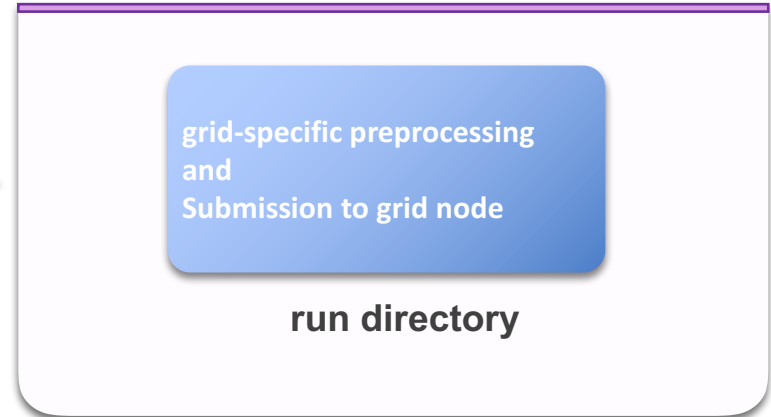 grid-specific preprocessing
and
Submission to grid node
run directory